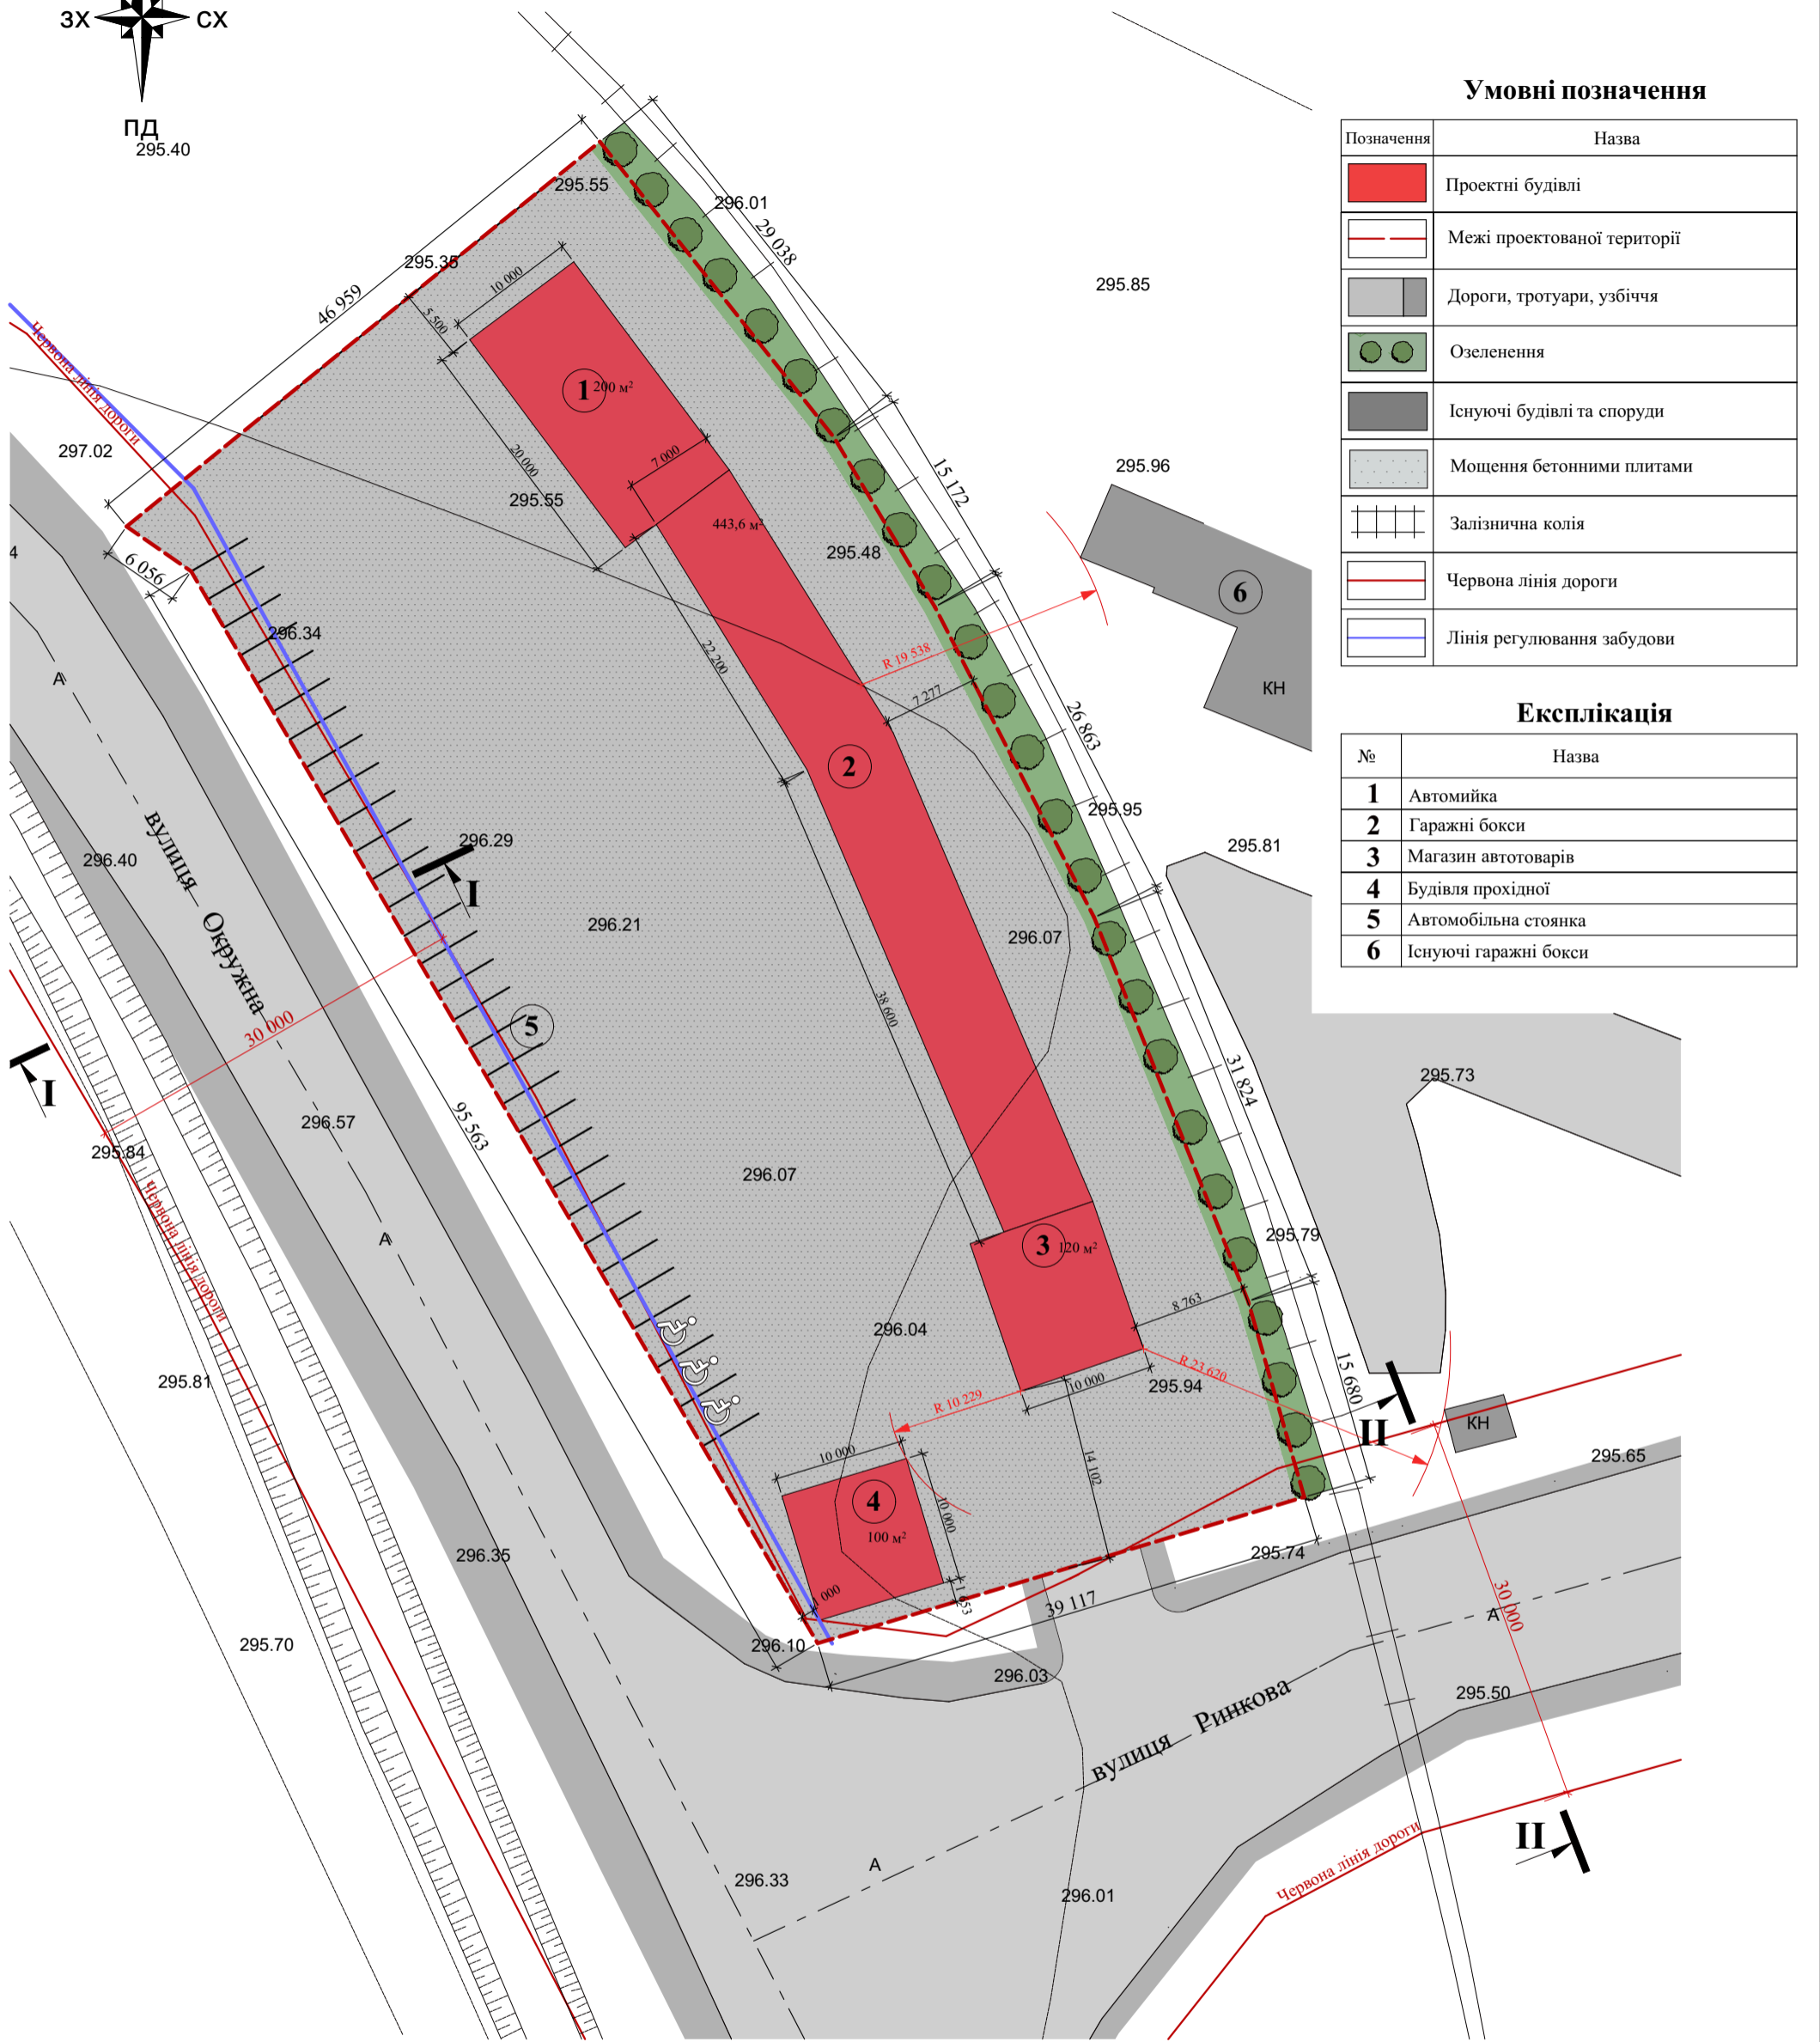 ЗХ
СХ
ПД
295.40
295.55
296.01
29 038
295.35
46 959
10 000
5 500
295.85
Червона лінія дороги
297.02
1
200 м²
20 000
7 000
295.55
443,6 м²
15 172
295.96
295.48
4
6 056
296.34
6
R 19 538
22 200
7 277
КН
А
26 863
2
295.95
295.81
296.29
296.40
I
вулиця Окружна
296.21
296.07
38 600
5
30 000
I
31 824
295.73
295.84
296.57
95 563
296.07
Червона лінія дороги
А
3
120 м²
295.79
8 763
296.04
R 23 620
15 680
295.81
10 000
295.94
R 10 229
II
КН
10 000
14 102
295.65
4
10 000
100 м²
296.35
295.74
1 000
1 653
39 117
30 000
А
295.70
296.10
296.03
295.50
вулиця Ринкова
II
А
296.33
296.01
Червона лінія дороги
Умовні позначення
Позначення Назва
Проектні будівлі
Межі проектованої території
Дороги, тротуари, узбіччя
Озеленення
Існуючі будівлі та споруди
Мощення бетонними плитами
Залізнична колія
Червона лінія дороги
Лінія регулювання забудови
Експлікація
№ Назва
1 Автомийка
2 Гаражні бокси
3 Магазин автотоварів
4 Будівля прохідної
5 Автомобільна стоянка
6 Існуючі гаражні бокси